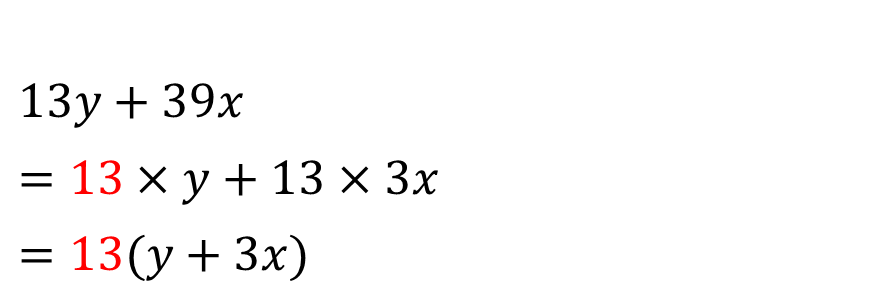 13y + 39x
= 13 × y + 13 × 3x
= 13(y + 3x)